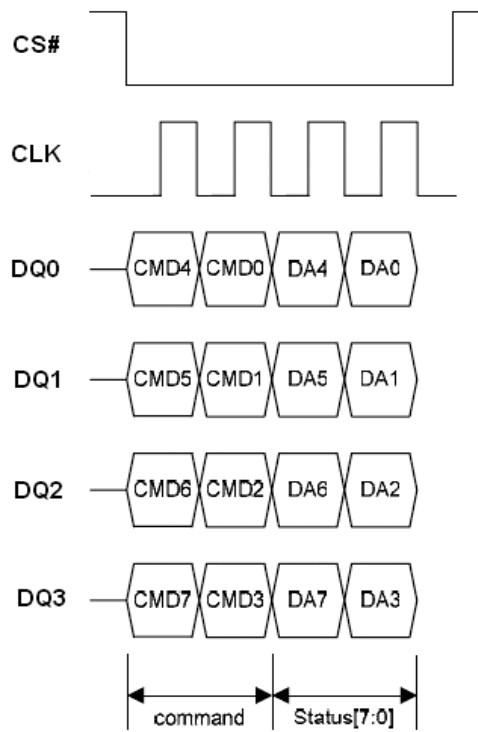 CS#
CLK
DQ0 CMD4 CMD0 DA4 DA0
DQ1 CMD5 CMD1 DA5 DA1
DQ2 CMD6 CMD2 DA6 DA2
DQ3 CMD7 CMD3 DA7 DA3
command Status[7:0]